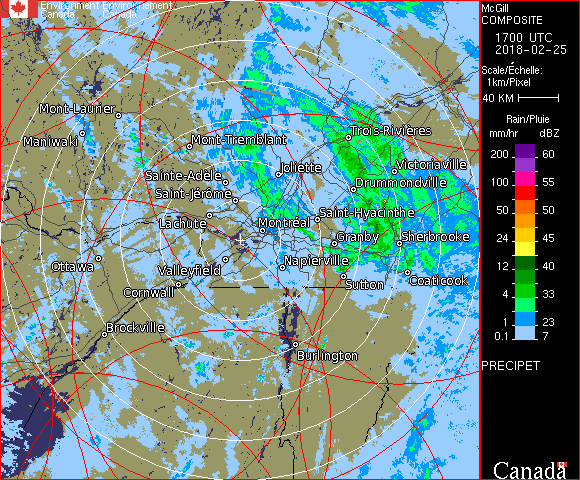 Environment Environnement
Canada Canada
McGill
COMPOSITE
1700 UTC
2018-02-25
Scale/Échelle:
1km/Pixel
40 KM
Rain/Pluie
mm/hr dBZ
200 60
100 55
50 50
24 45
12 40
4 33
1 23
0.1 7
PRECIPET
Canada
Mont-Laurier
Maniwaki
Trois-Rivières
Mont-Tremblant
Victoriaville
Joliette
Sainte-Adèle
Drummondville
Saint-Jérôme
Saint-Hyacinthe
Lachute
Montréal
Granby
Sherbrooke
Napierville
Ottawa
Valleyfield
Sutton
Coaticook
Cornwall
Brockville
Burlington